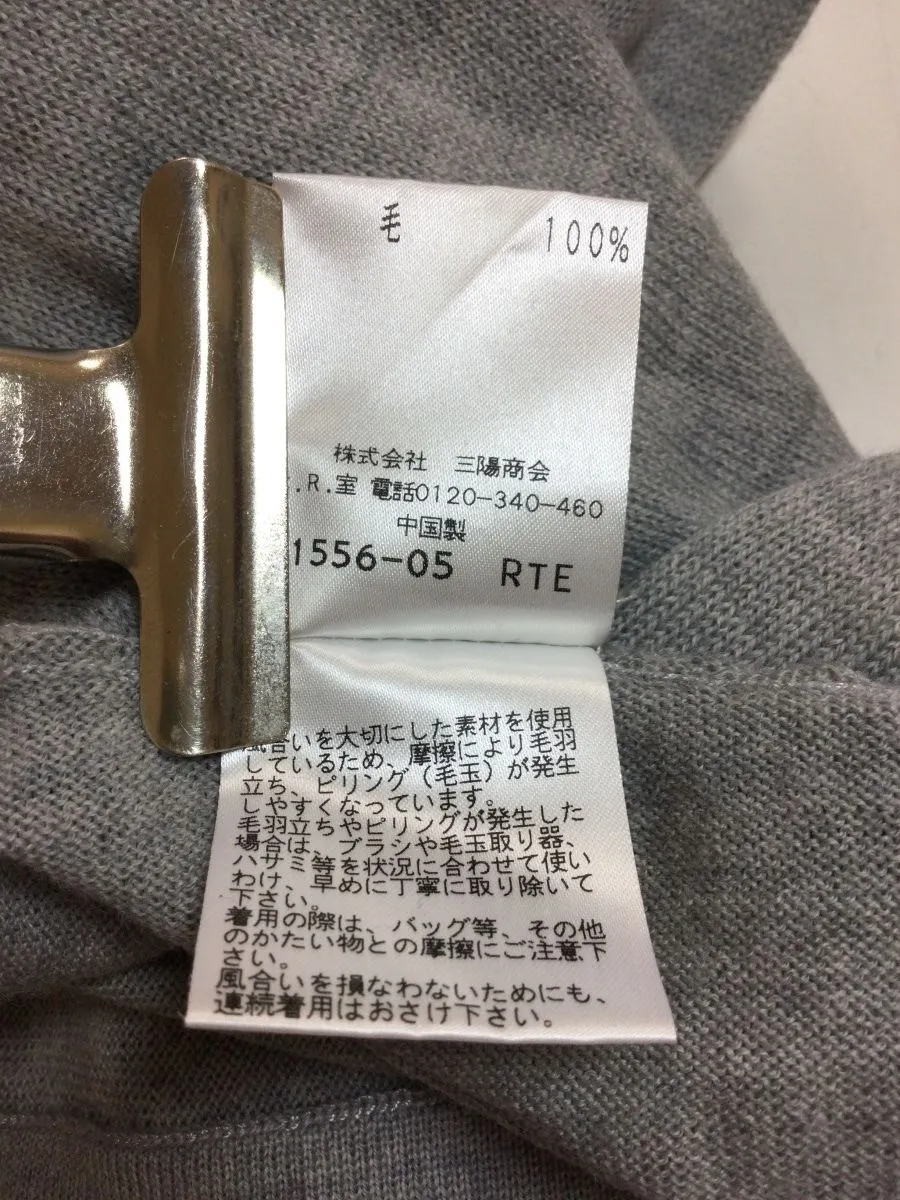 毛 100%
株式会社 三陽商会
.R.室 電話0120-340-460
中国製
1556-05 RTE
風合いを大切にした素材を使用
しているため、摩擦により毛羽
立ち、ピリング(毛玉)が発生
しやすくなっています。
毛羽立ちやピリングが発生した
場合は、ブラシや毛玉取り器、
ハサミ等を状況に合わせて使い
わけ、早めに丁寧に取り除いて
下さい。
着用の際は、バッグ等、その他
のかたい物との摩擦にご注意下
さい。
風合いを損なわないためにも、
連続着用はおさけ下さい。